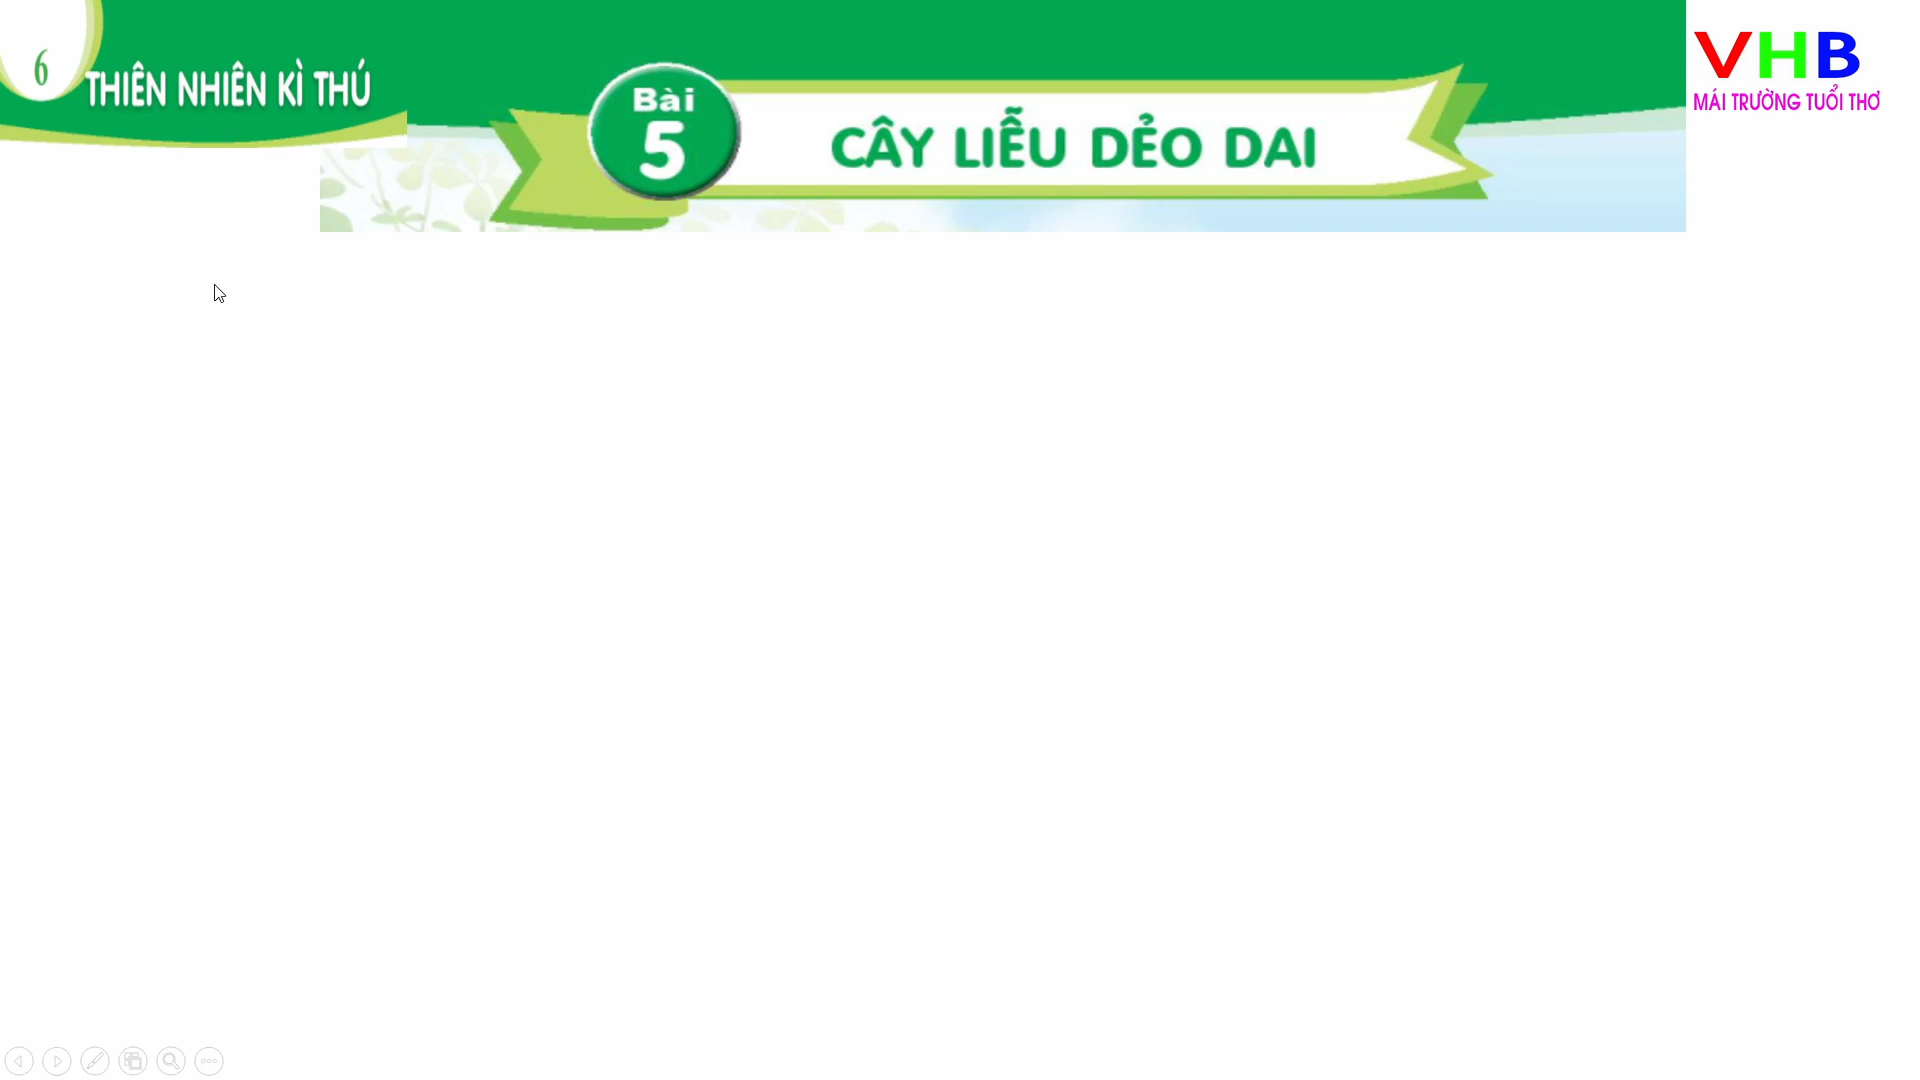 6
THIÊN NHIÊN KÌ THÚ
Bài
5
CÂY LIỄU DẺO DAI
VHB
MÁI TRƯỜNG TUỔI THƠ